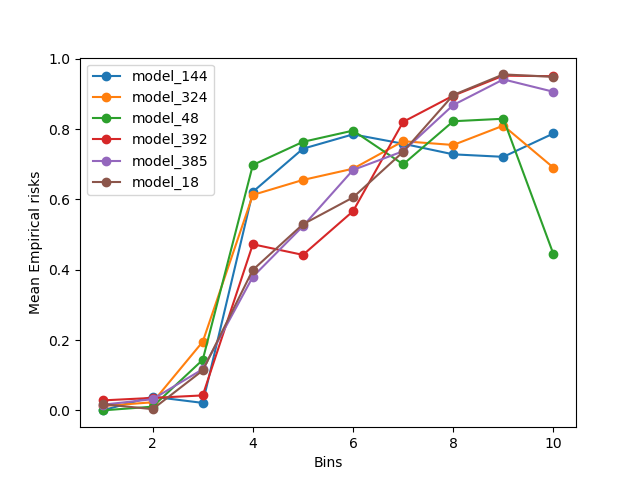 model_144
model_324
model_48
model_392
model_385
model_18
Mean Empirical risks
1.0
0.8
0.6
0.4
0.2
0.0
2
4
6
8
10
Bins